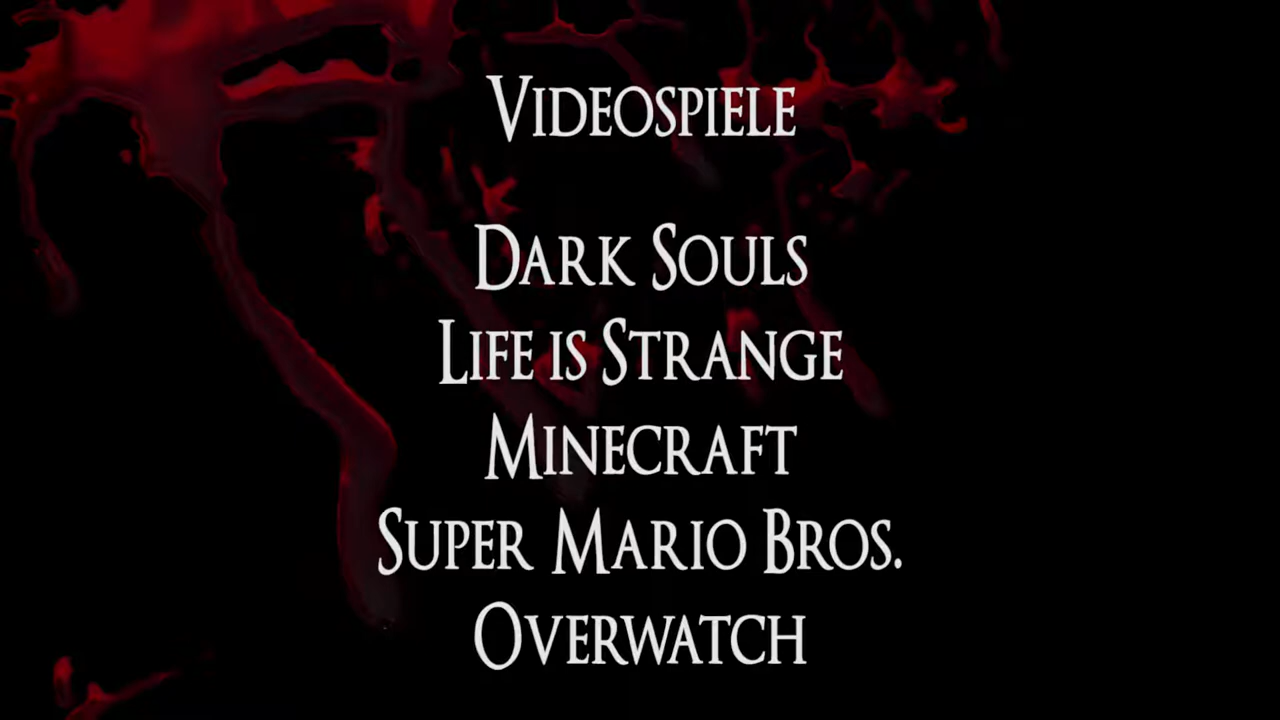 Videospiele
Dark Souls
Life is Strange
Minecraft
Super Mario Bros.
Overwatch